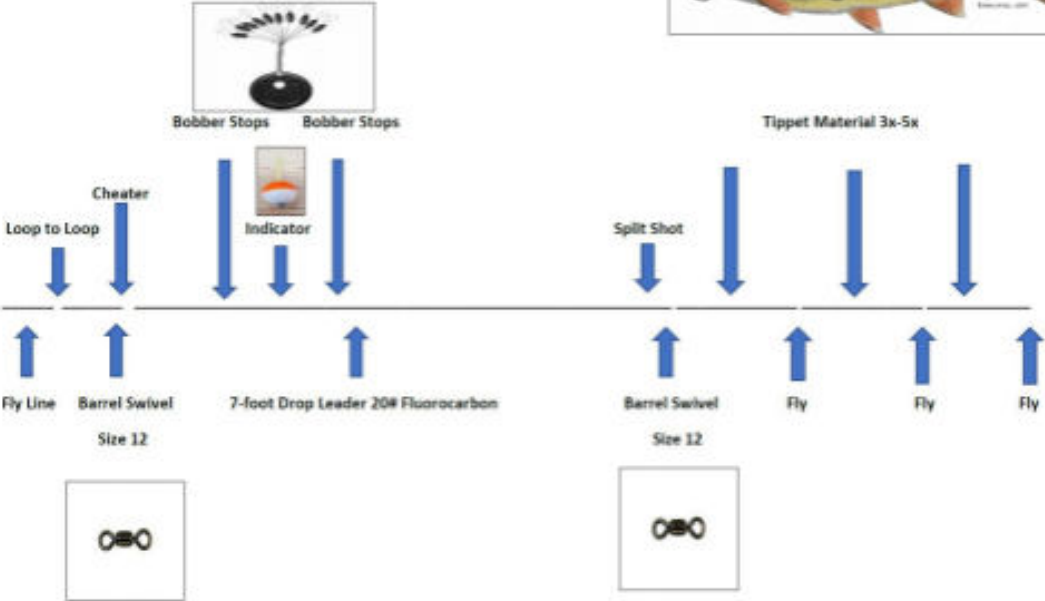 Bobber Stops Bobber Stops
Tippet Material 3x-5x
Cheater
Loop to Loop
Indicator
Split Shot
Fly Line Barrel Swivel 7-foot Drop Leader 20# Fluorocarbon Barrel Swivel Fly Fly Fly
Size 12 Size 12